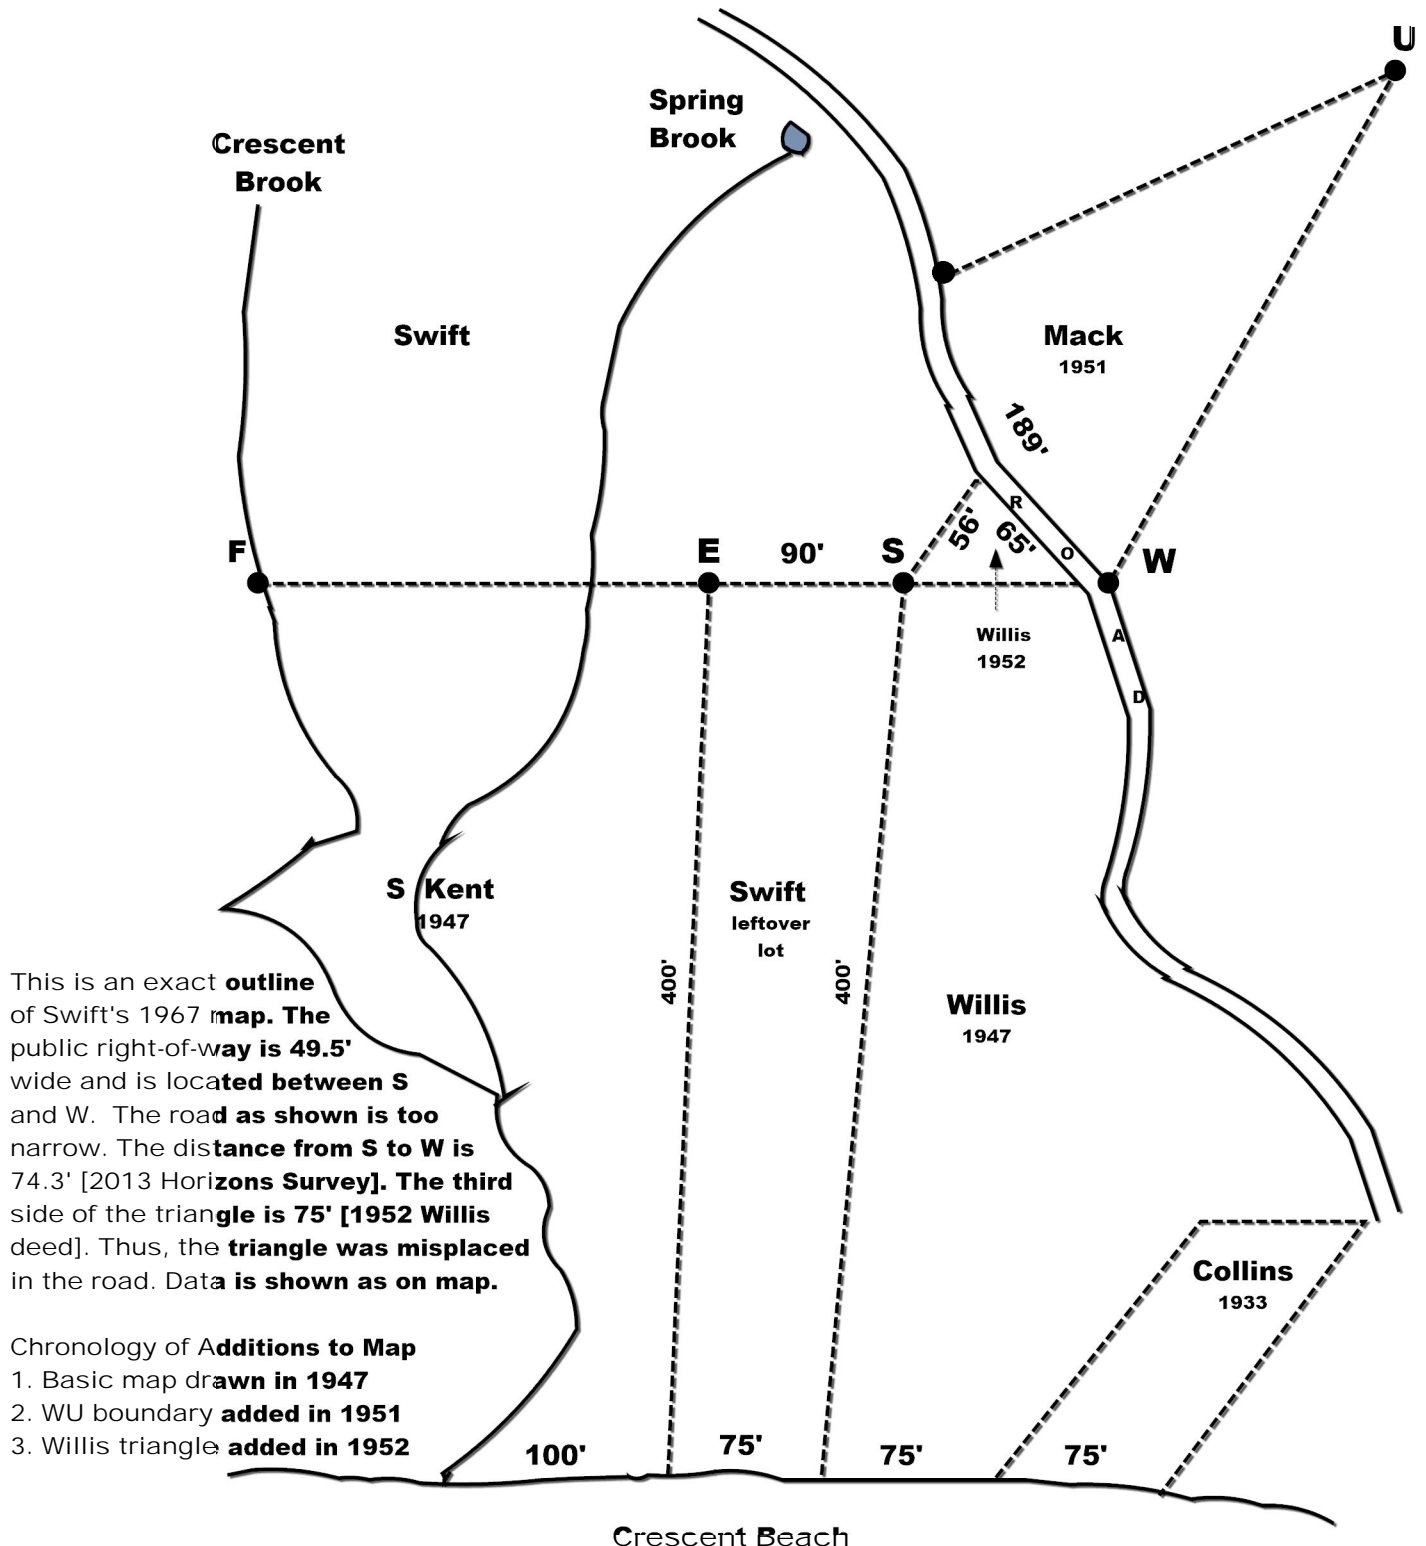 U
Spring
Brook
Crescent
Brook
Swift
Mack
1951
189'
R
O
A
D
F
E
90'
S
56'
65'
W
Willis
1952
S Kent
1947
Swift
leftover
lot
400'
400'
Willis
1947
This is an exact outline
of Swift's 1967 map. The
public right-of-way is 49.5'
wide and is located between S
and W. The road as shown is too
narrow. The distance from S to W is
74.3' [2013 Horizons Survey]. The third
side of the triangle is 75' [1952 Willis
deed]. Thus, the triangle was misplaced
in the road. Data is shown as on map.
Collins
1933
Chronology of Additions to Map
1. Basic map drawn in 1947
2. WU boundary added in 1951
3. Willis triangle added in 1952
100'
75'
75'
75'
Crescent Beach